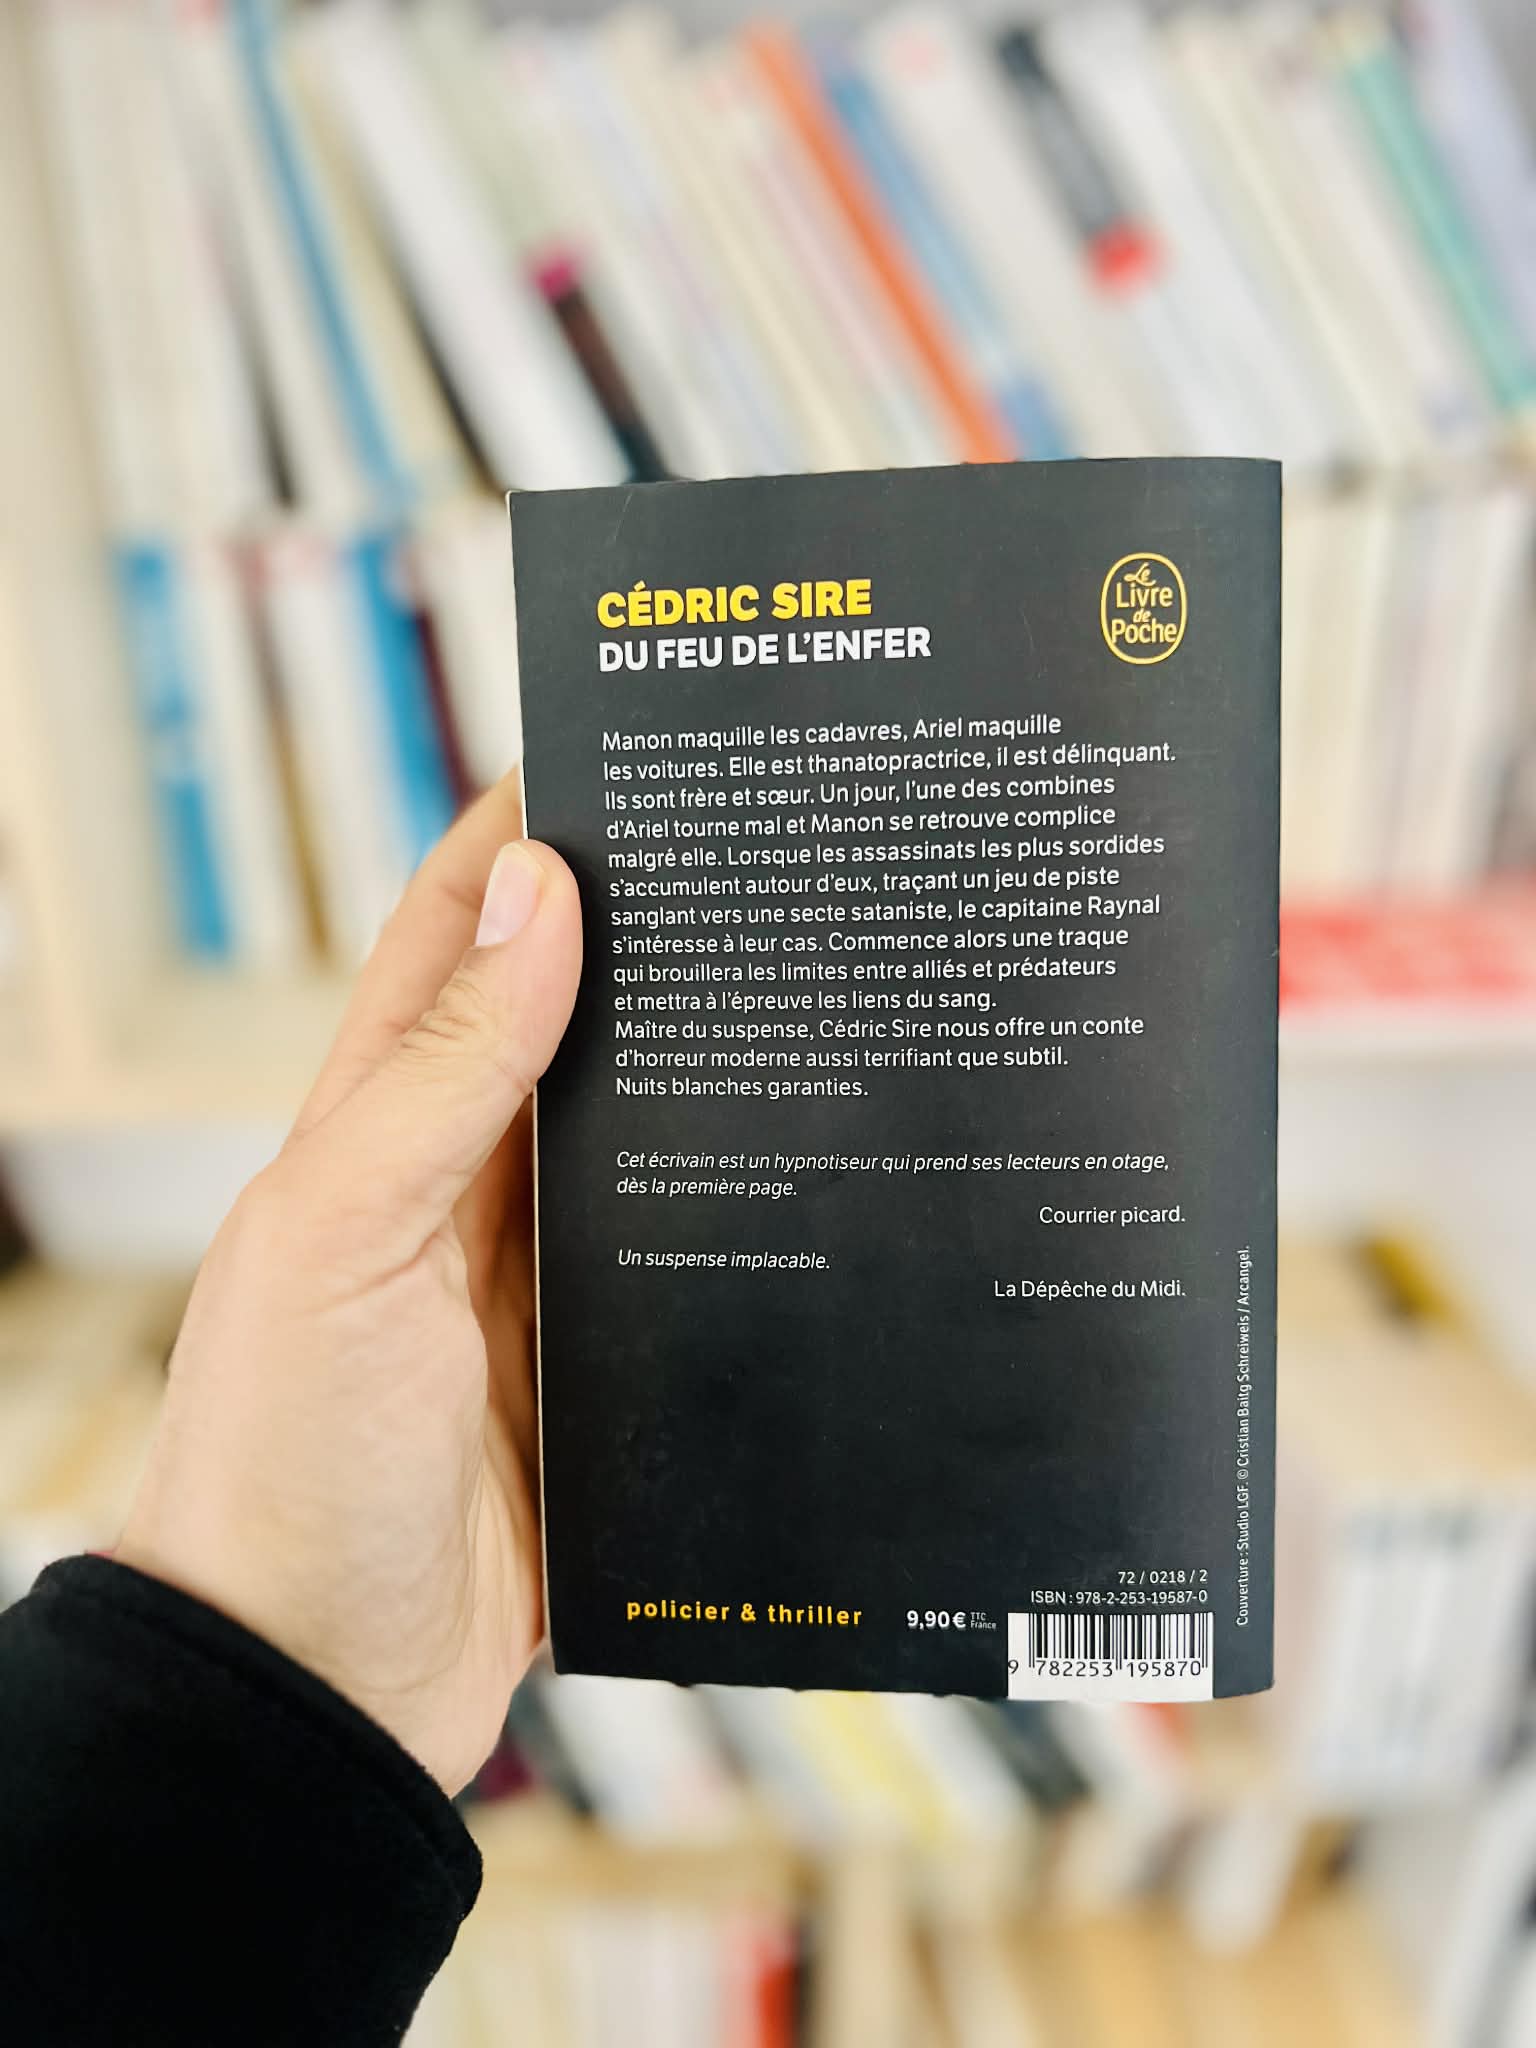 CÉDRIC SIRE
DU FEU DE L'ENFER
Le
Livre
de
Poche
Manon maquille les cadavres, Ariel maquille
les voitures. Elle est thanatopractrice, il est délinquant.
Ils sont frère et sœur. Un jour, l'une des combines
d'Ariel tourne mal et Manon se retrouve complice
malgré elle. Lorsque les assassinats les plus sordides
s'accumulent autour d'eux, traçant un jeu de piste
sanglant vers une secte sataniste, le capitaine Raynal
s'intéresse à leur cas. Commence alors une traque
qui brouillera les limites entre alliés et prédateurs
et mettra à l'épreuve les liens du sang.
Maître du suspense, Cédric Sire nous offre un conte
d'horreur moderne aussi terrifiant que subtil.
Nuits blanches garanties.
Cet écrivain est un hypnotiseur qui prend ses lecteurs en otage,
dès la première page.
Courrier picard.
Un suspense implacable.
La Dépêche du Midi.
Couverture : Studio LGF. © Cristian Baitg Schreiweis / Arcangel.
72 / 0218 / 2
ISBN : 978-2-253-19587-0
policier & thriller
9,90 € TTC
France
9 782253 195870